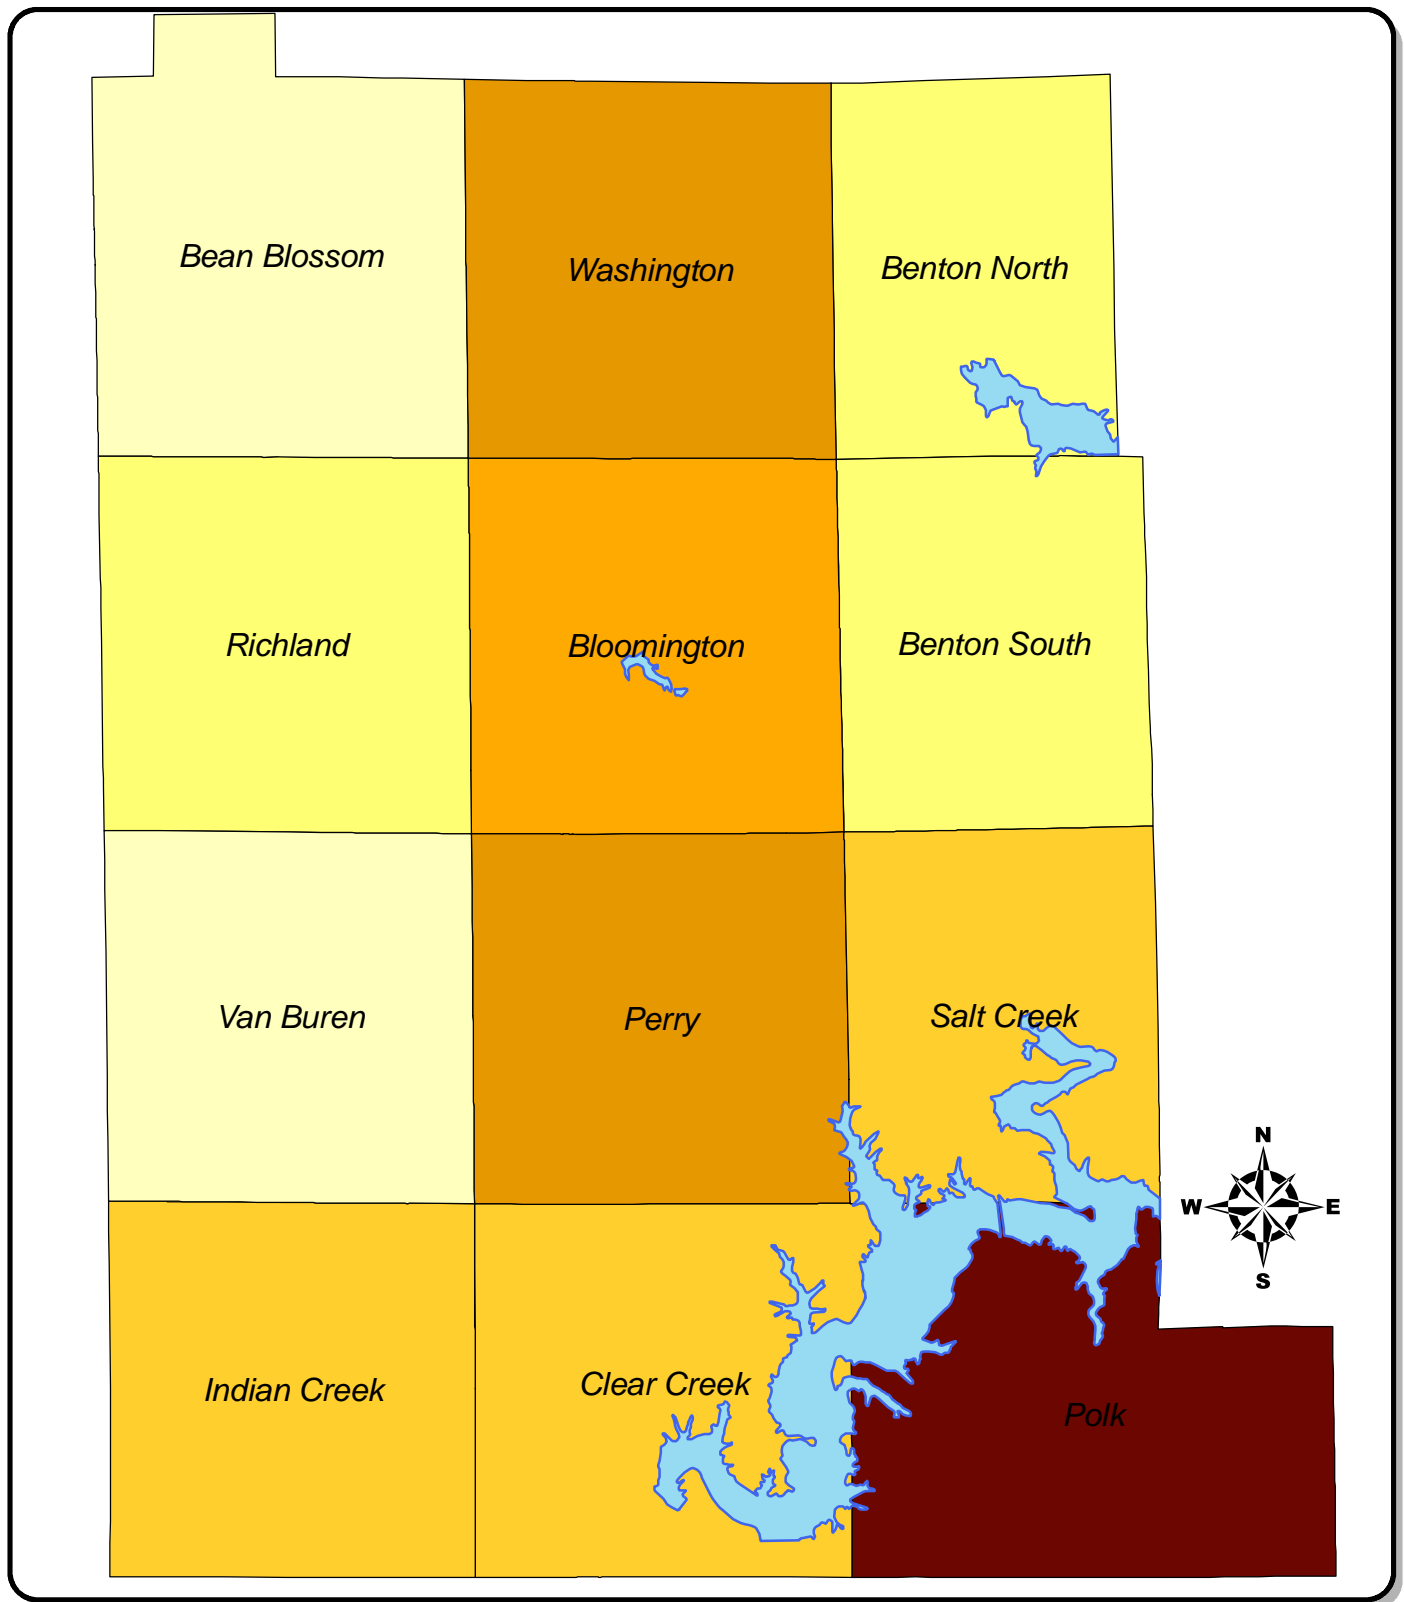 Bean Blossom
Washington
Benton North
Richland
Bloomington
Benton South
Van Buren
Perry
Salt Creek
N
W
E
S
Indian Creek
Clear Creek
Polk